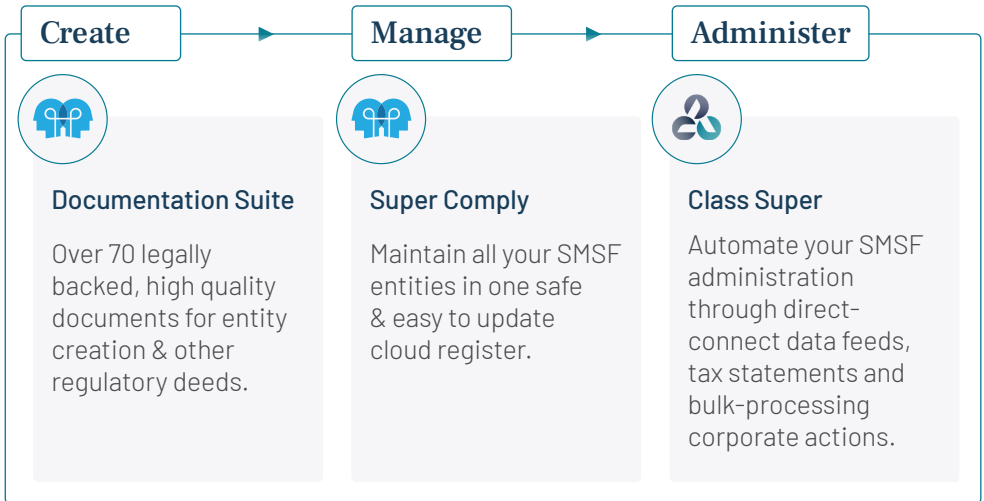 Create
Manage
Administer
Documentation Suite
Over 70 legally
backed, high quality
documents for entity
creation & other
regulatory deeds.
Super Comply
Maintain all your SMSF
entities in one safe
& easy to update
cloud register.
Class Super
Automate your SMSF
administration
through direct-
connect data feeds,
tax statements and
bulk-processing
corporate actions.